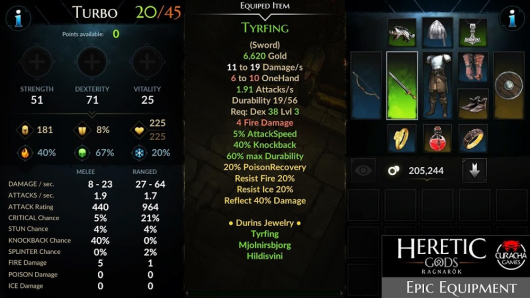 TURBO 20/45
Points available: 0
STRENGTH DEXTERITY VITALITY
51 71 25
181 8% 225
225
40% 67% 20%
MELEE RANGED
DAMAGE / sec. 8 - 23 27 - 64
ATTACKS / sec. 1.9 1.7
ATTACK Rating 440 964
CRITICAL Chance 5% 21%
STUN Chance 4% 4%
KNOCKBACK Chance 40% 0%
SPLINTER Chance 0% 2%
FIRE Damage 5 1
POISON Damage 0 0
ICE Damage 0 0
EQUIPED ITEM
TYRFING
(Sword)
6,620 Gold
11 to 19 Damage/s
6 to 10 OneHand
1.91 Attacks/s
Durability 19/56
Req: Dex 38 Lvl 3
4 Fire Damage
5% AttackSpeed
40% Knockback
60% max Durability
20% PoisonRecovery
Resist Fire 20%
Resist Ice 20%
Reflect 40% Damage
• Durins Jewelry •
Tyrfing
Mjolnirsbjorg
Hildisvini
205,244
HERETIC
GODS
RAGNARÖK
CURACHA
GAMES
EPIC EQUIPMENT